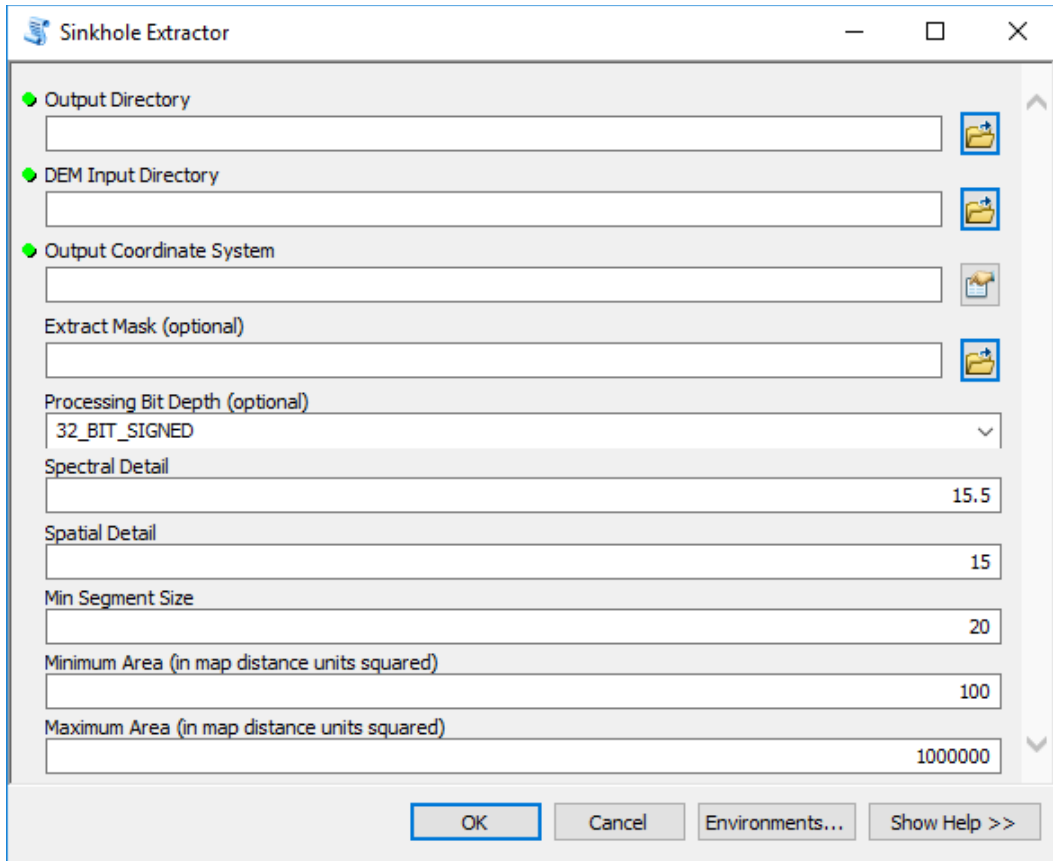 Sinkhole Extractor
Output Directory
DEM Input Directory
Output Coordinate System
Extract Mask (optional)
Processing Bit Depth (optional)
32_BIT_SIGNED
Spectral Detail
15.5
Spatial Detail
15
Min Segment Size
20
Minimum Area (in map distance units squared)
100
Maximum Area (in map distance units squared)
1000000
OK Cancel Environments... Show Help >>